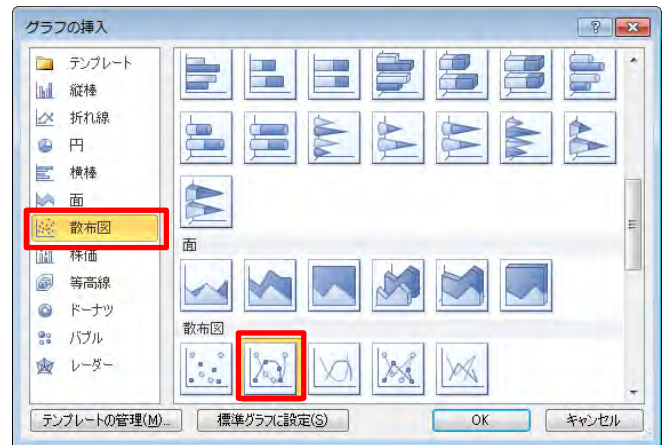 グラフの挿入
テンプレート
縦棒
折れ線
円
横棒
面
散布図
株価
等高線
ドーナツ
バブル
レーダー
面
散布図
テンプレートの管理(M)...
標準グラフに設定(S)
OK
キャンセル